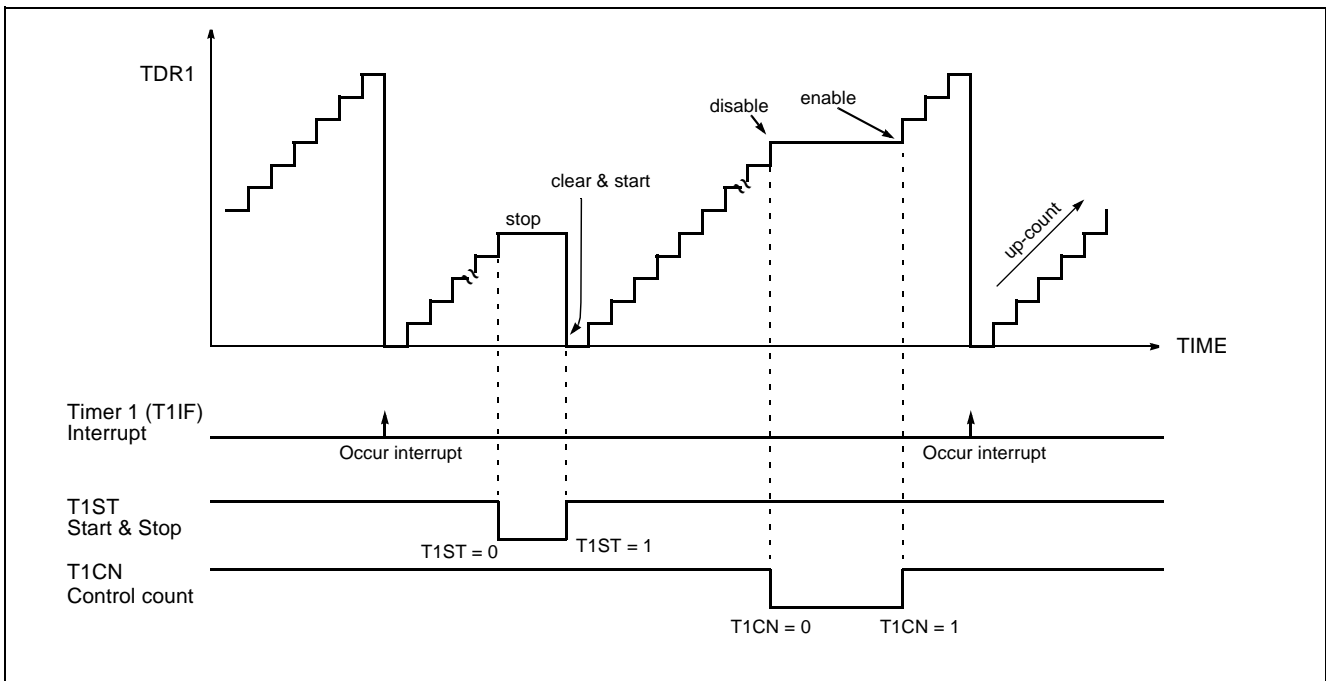 TDR1
disable
enable
clear & start
stop
up-count
TIME
Timer 1 (T1IF)
Interrupt
Occur interrupt
Occur interrupt
T1ST
Start & Stop
T1ST = 0
T1ST = 1
T1CN
Control count
T1CN = 0
T1CN = 1